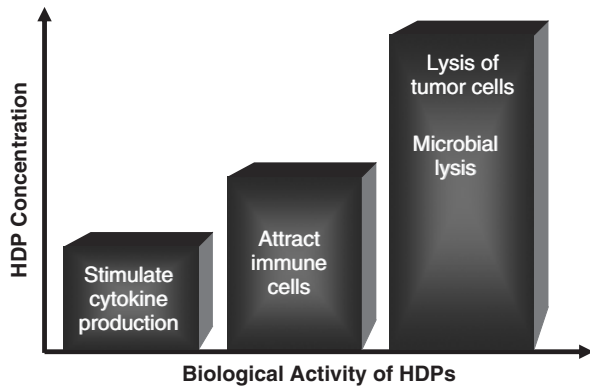 HDP Concentration
Stimulate
cytokine
production
Attract
immune
cells
Lysis of
tumor cells
Microbial
lysis
Biological Activity of HDPs